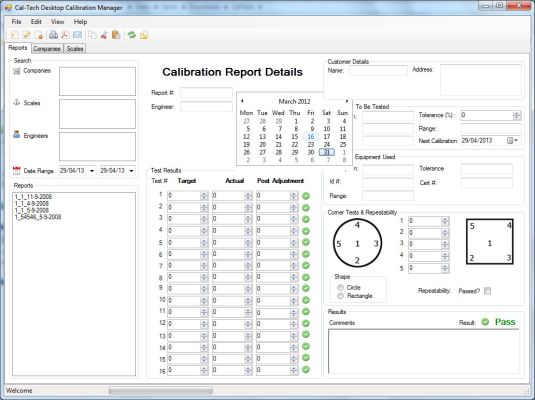 Cal-Tech Desktop Calibration Manager
File View Help
Reports Companies Scales
Search
Companies
Scales
Engineers
Date Range 29/04/13 29/04/13
Reports
1_1_11-9-2008
1_1_4-9-2008
1_1_5-9-2008
1_54546_5-9-2008
Calibration Report Details
Report #:
Engineer:
March 2012
Mon Tue Wed Thu Fri Sat Sun
27 28 29 1 2 3 4
5 6 7 8 9 10 11
12 13 14 15 16 17 18
19 20 21 22 23 24 25
26 27 28 29 30 31 1
2 3 4 5 6 7 8
Customer Details
Name: Address:
To Be Tested
Tolerance (%): 0
Range:
Next Calibration: 29/04/2013
Equipment Used
Tolerance
Id #: Cert #:
Range:
Test Results
Test # Target Actual Post Adjustment
1 0 0 0
2 0 0 0
3 0 0 0
4 0 0 0
5 0 0 0
6 0 0 0
7 0 0 0
8 0 0 0
9 0 0 0
10 0 0 0
11 0 0 0
12 0 0 0
13 0 0 0
14 0 0 0
15 0 0 0
16 0 0 0
Corner Tests & Repeatability
4
5 1 3
2
1 0
2 0
3 0
4 0
5 0
5 4
1
2 3
Shape
Circle
Rectangle
Repeatability: Passed?
Results
Comments Result: Pass
Welcome